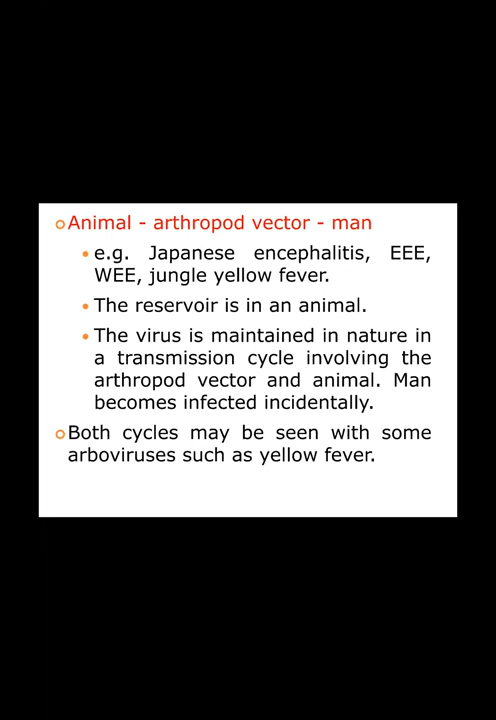 Animal - arthropod vector - man
e.g. Japanese encephalitis, EEE,
WEE, jungle yellow fever.
The reservoir is in an animal.
The virus is maintained in nature in
a transmission cycle involving the
arthropod vector and animal. Man
becomes infected incidentally.
Both cycles may be seen with some
arboviruses such as yellow fever.